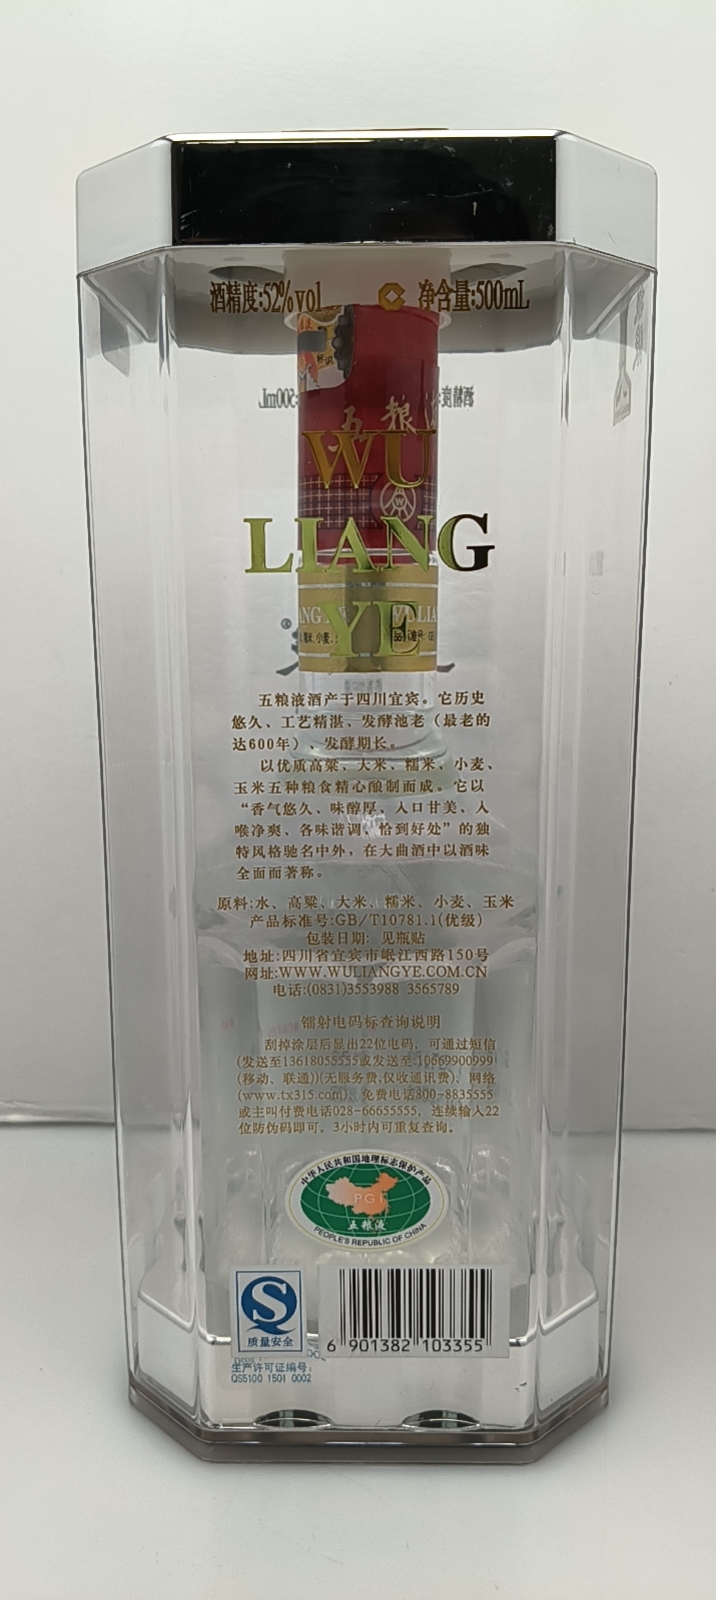 酒精度:52%vol
净含量:500mL
五粮
WU
LIANG
YE
五粮液酒产于四川宜宾。它历史
悠久、工艺精湛、发酵池老（最老的
达600年）、发酵期长。
以优质高粱、大米、糯米、小麦、
玉米五种粮食精心酿制而成。它以
“香气悠久、味醇厚、入口甘美、入
喉净爽、各味谐调、恰到好处”的独
特风格驰名中外，在大曲酒中以酒味
全面而著称。
原料:水、高粱、大米、糯米、小麦、玉米
产品标准号:GB/T10781.1(优级)
包装日期: 见瓶贴
地址:四川省宜宾市岷江西路150号
网址:WWW.WULIANGYE.COM.CN
电话:(0831)3553988 3565789
镭射电码标查询说明
刮掉涂层后显出22位电码，可通过短信
(发送至13618055555或发送至:10669900999
(移动、联通))(无服务费,仅收通讯费)、网络
(www.tx315.com)、免费电话800-8835555
或主叫付费电话028-66655555，连续输入22
位防伪码即可。3小时内可重复查询。
中华人民共和国地理标志保护产品
PGI
五粮液
PEOPLE'S REPUBLIC OF CHINA
质量安全
生产许可证编号:
QS5100 1501 0002
6 901382 103355